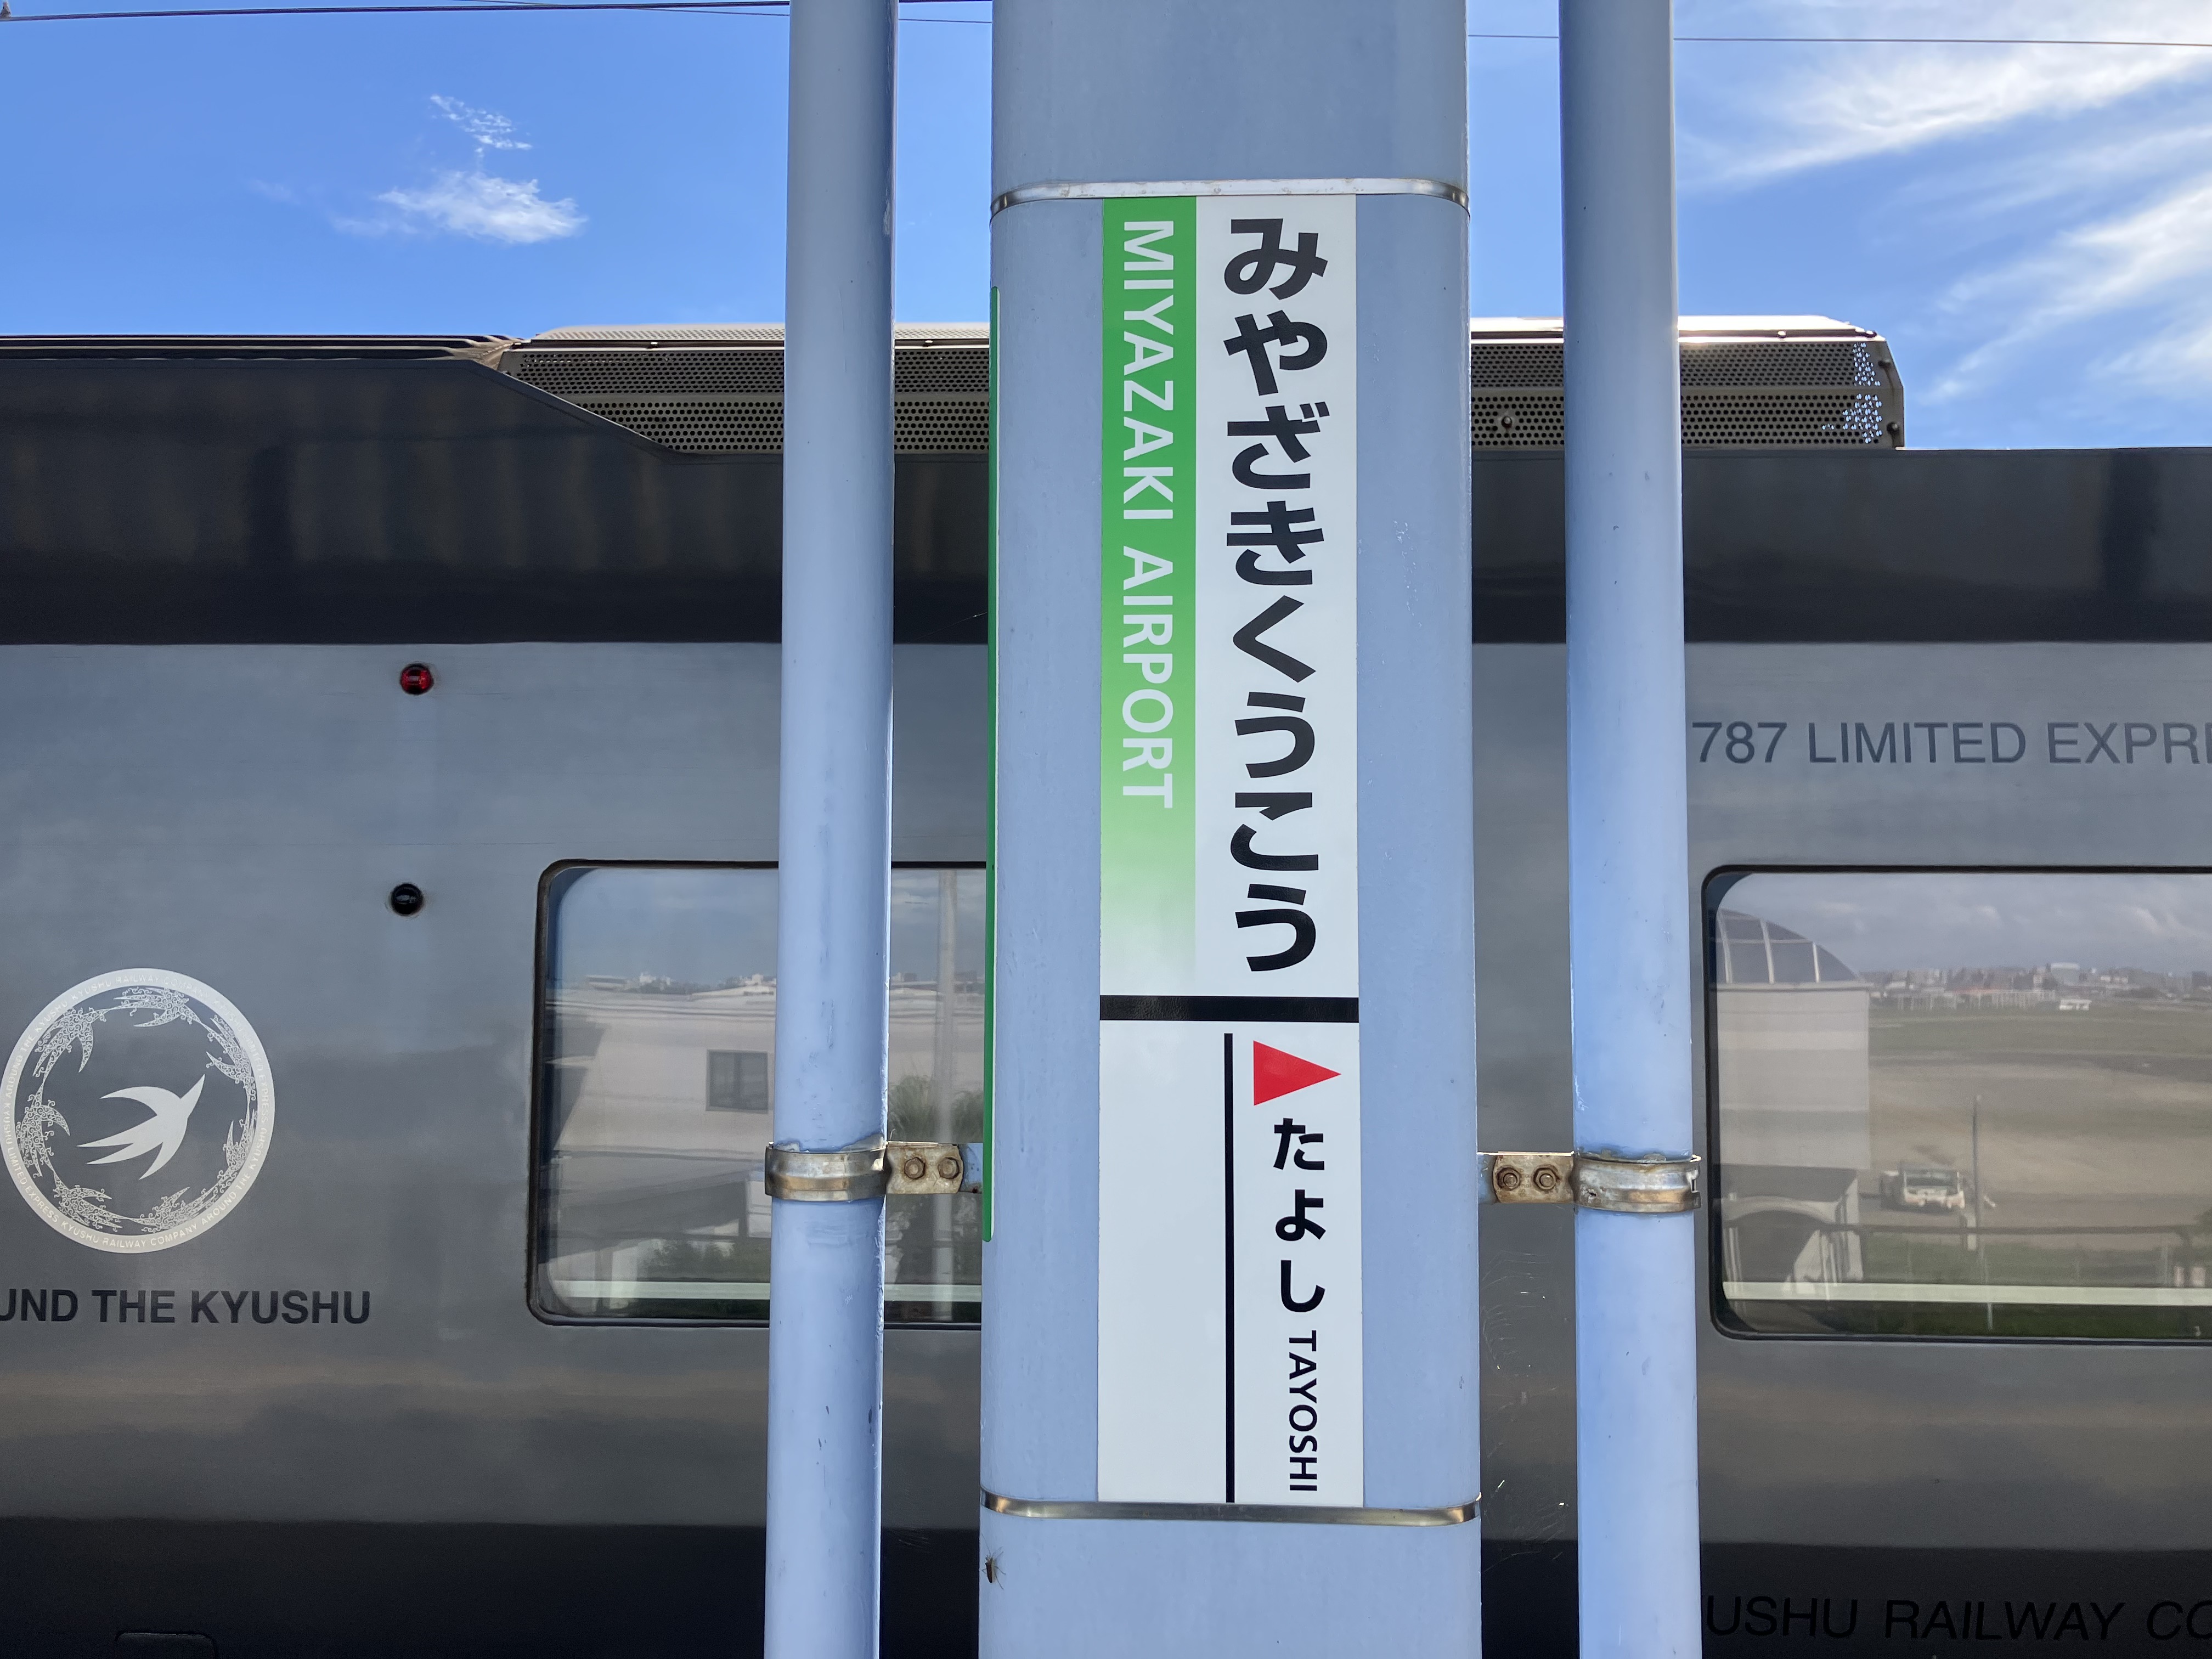 みやざきくうこう
MIYAZAKI AIRPORT
たよし TAYOSHI
787 LIMITED EXPR
UND THE KYUSHU
USHU RAILWAY CO